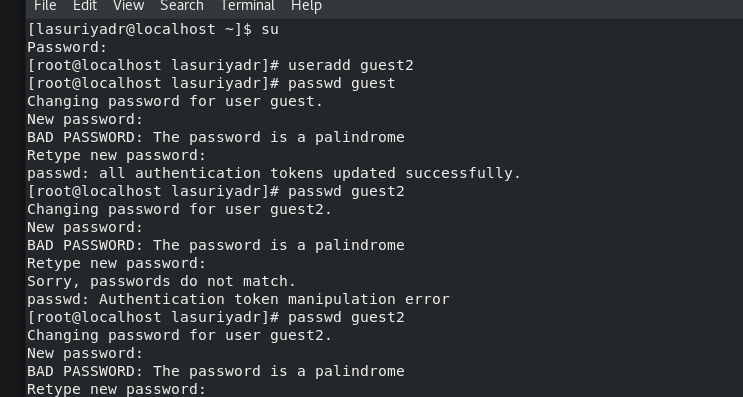 File Edit View Search Terminal Help
[lasuriyadr@localhost ~]$ su
Password:
[root@localhost lasuriyadr]# useradd guest2
[root@localhost lasuriyadr]# passwd guest
Changing password for user guest.
New password:
BAD PASSWORD: The password is a palindrome
Retype new password:
passwd: all authentication tokens updated successfully.
[root@localhost lasuriyadr]# passwd guest2
Changing password for user guest2.
New password:
BAD PASSWORD: The password is a palindrome
Retype new password:
Sorry, passwords do not match.
passwd: Authentication token manipulation error
[root@localhost lasuriyadr]# passwd guest2
Changing password for user guest2.
New password:
BAD PASSWORD: The password is a palindrome
Retype new password: